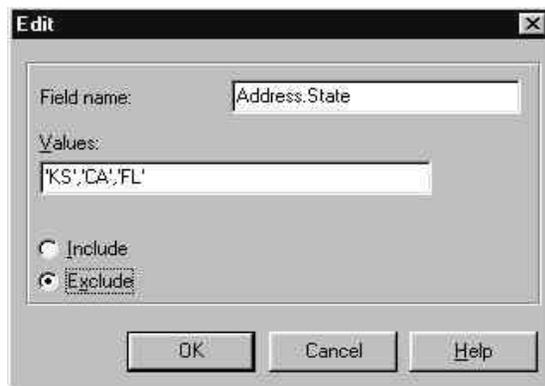 Edit
Field name: Address.State
Values:
'KS','CA','FL'
Include
Exclude
OK Cancel Help